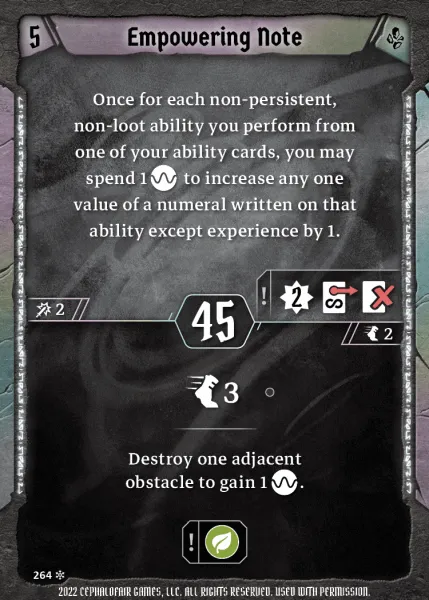 5 Empowering Note
Once for each non-persistent,
non-loot ability you perform from
one of your ability cards, you may
spend 1 to increase any one
value of a numeral written on that
ability except experience by 1.
! 2
2
45
2
3
Destroy one adjacent
obstacle to gain 1 .
!
264
2022 CEPHALOFAIR GAMES, LLC. ALL RIGHTS RESERVED. USED WITH PERMISSION.